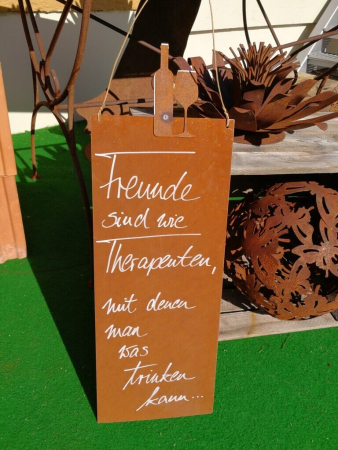 Freunde
sind wie
Therapeuten,
mit denen
man
was
trinken
kann...